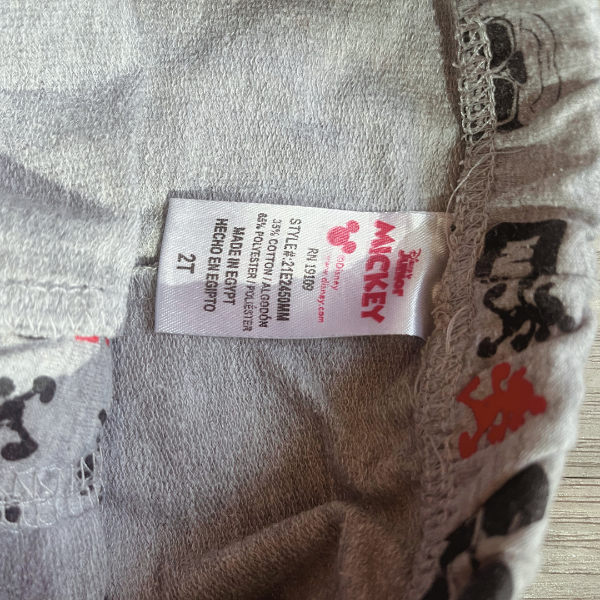 Disney
Junior
MICKEY
©Disney
www.disney.com
RN 19109
STYLE#:21E2450MM
35% COTTON / ALGODÓN
65% POLYESTER / POLIÉSTER
MADE IN EGYPT
HECHO EN EGIPTO
2T